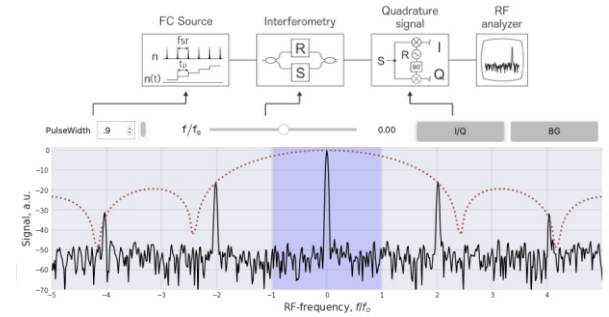 FC Source
Interferometry
Quadrature signal
RF analyzer
fsr
n
t₀
n(t)
R
S
S
R
90°
I
Q
PulseWidth .9
f/f₀
0.00
I/Q
BG
Signal, a.u.
0
−10
−20
−30
−40
−50
−60
−70
−5 −4 −3 −2 −1 0 1 2 3 4
RF-frequency, f/f₀